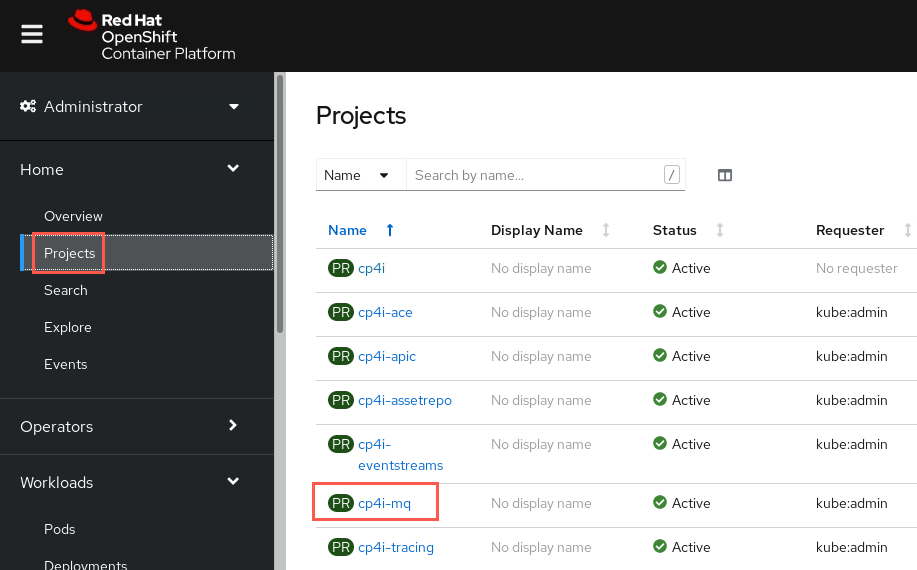 Red Hat
OpenShift
Container Platform
Administrator
Home
Overview
Projects
Search
Explore
Events
Operators
Workloads
Pods
Deployments
Projects
Name Search by name... /
Name Display Name Status Requester
PR cp4i No display name Active No requester
PR cp4i-ace No display name Active kube:admin
PR cp4i-apic No display name Active kube:admin
PR cp4i-assetrepo No display name Active kube:admin
PR cp4i- No display name Active kube:admin
eventstreams
PR cp4i-mq No display name Active kube:admin
PR cp4i-tracing No display name Active kube:admin